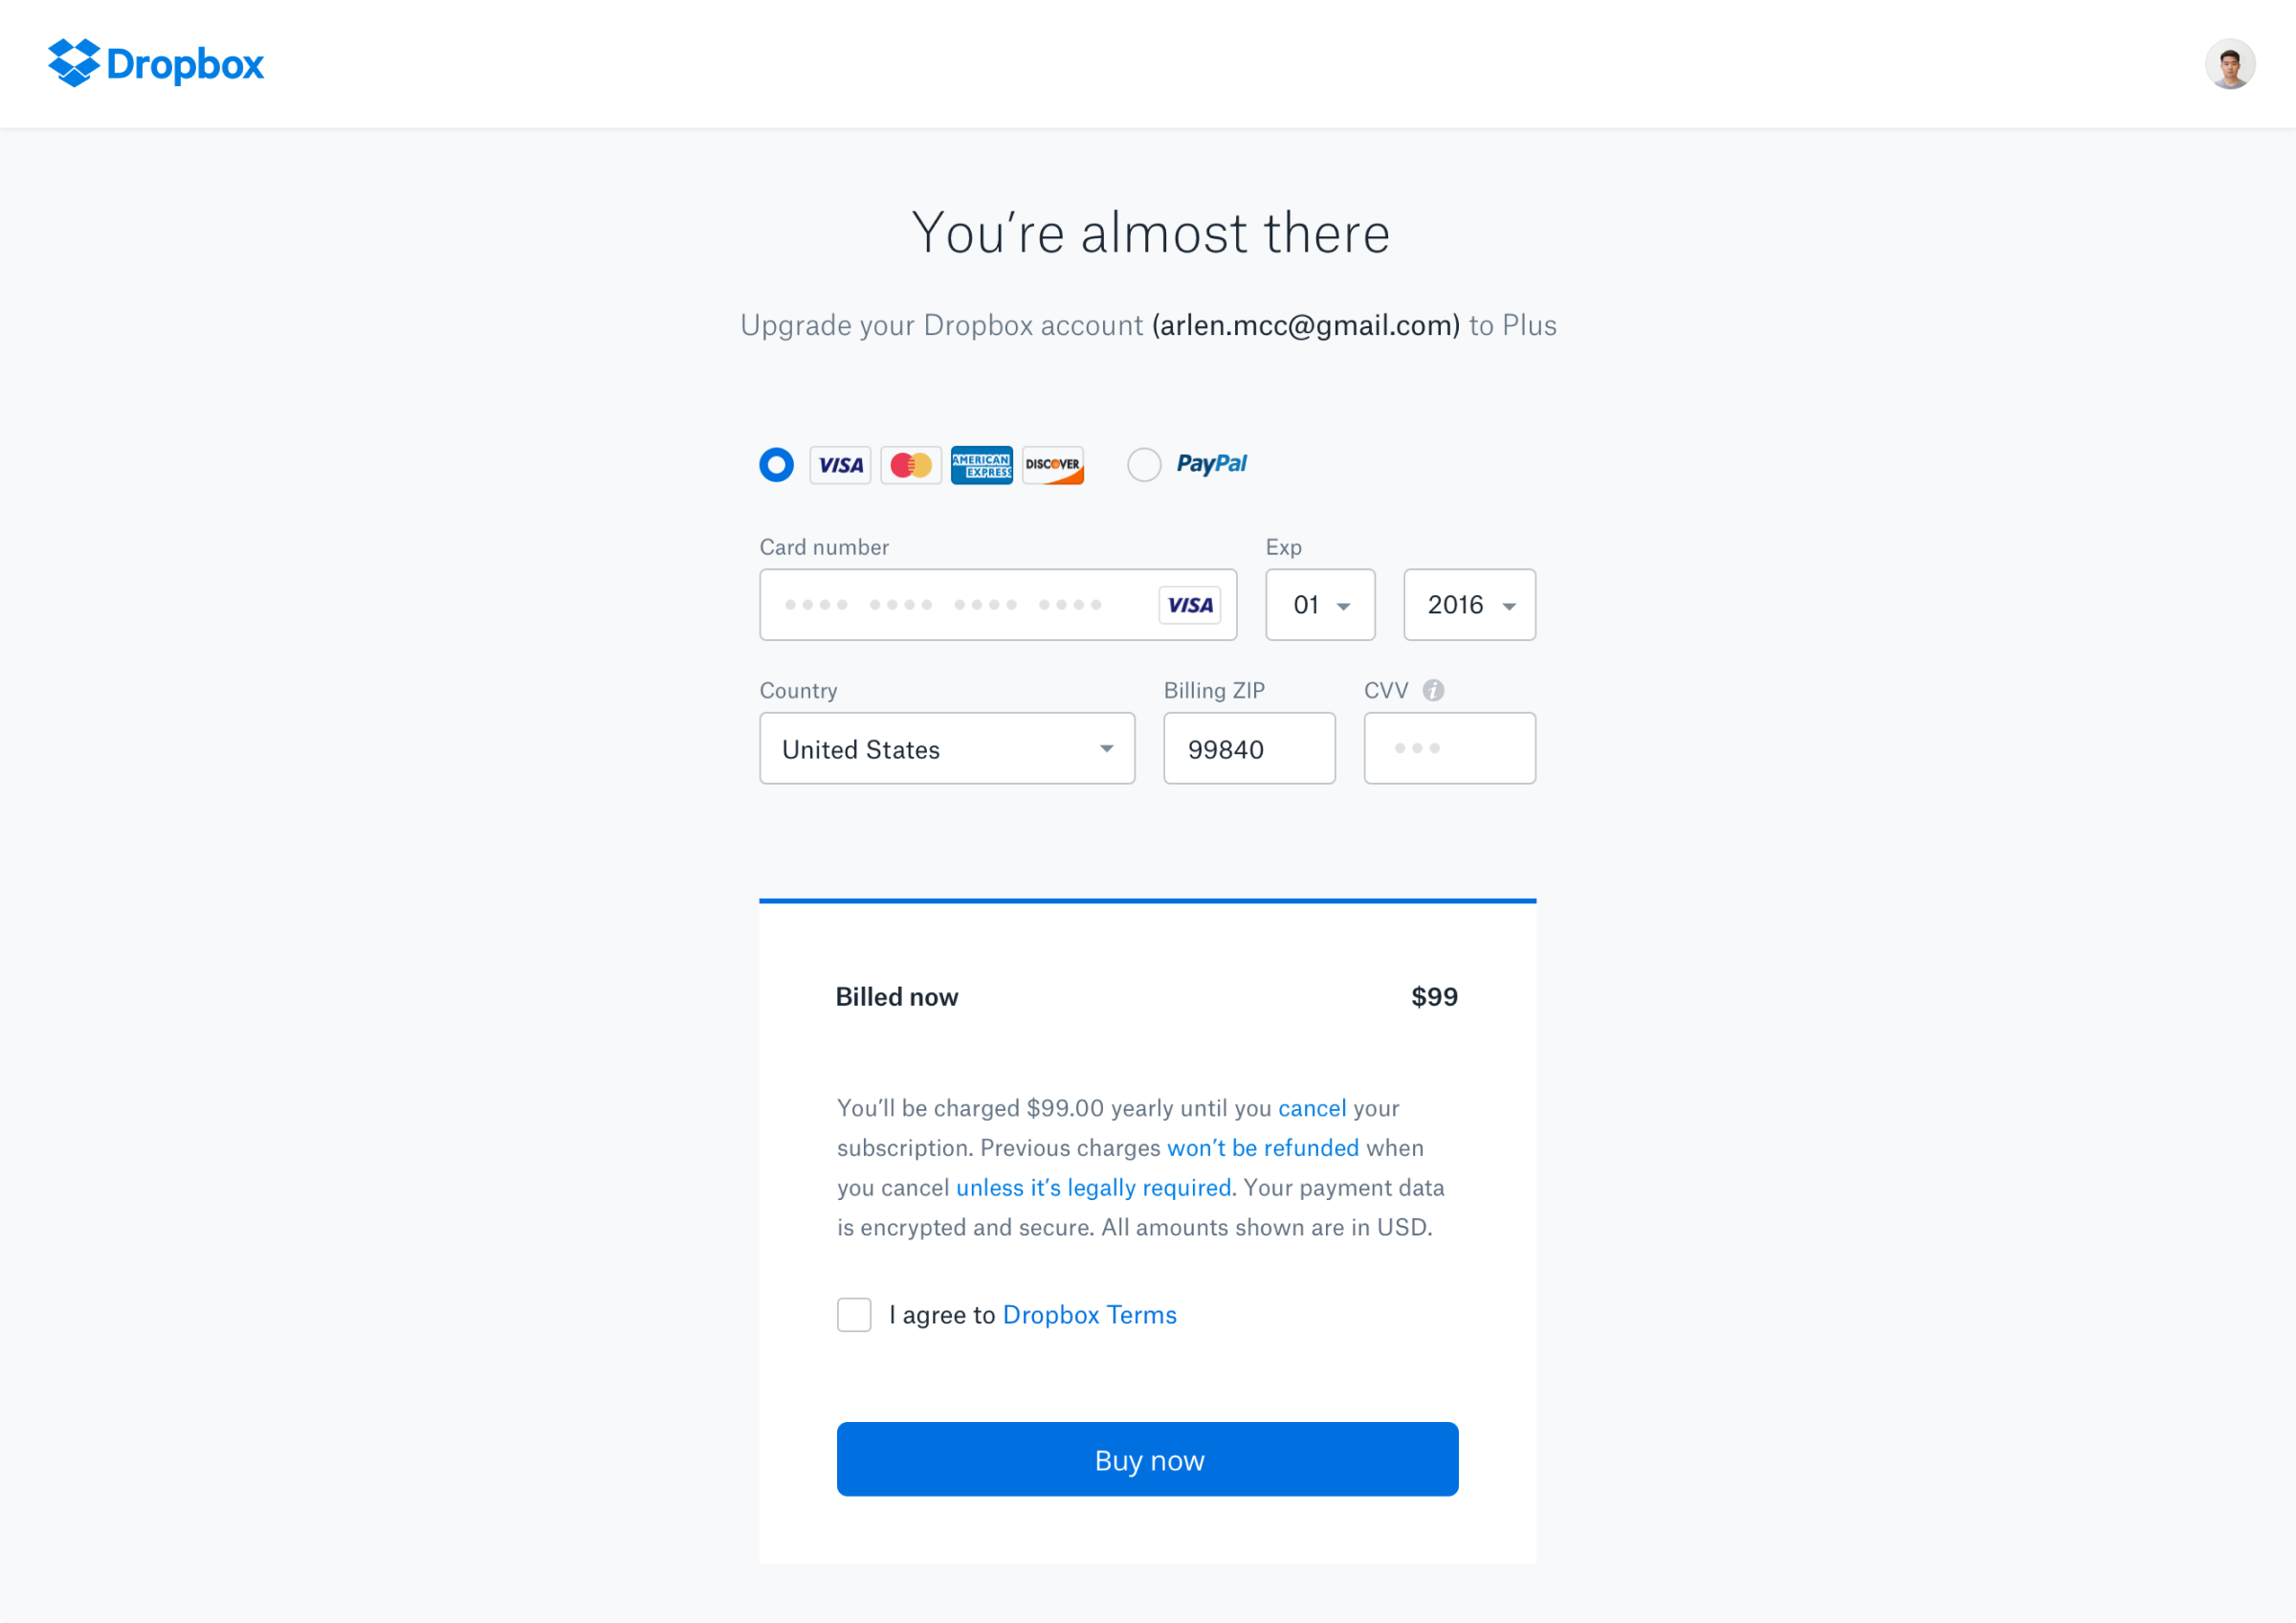 Dropbox
You’re almost there
Upgrade your Dropbox account (arlen.mcc@gmail.com) to Plus
VISA AMERICAN EXPRESS DISCOVER PayPal
Card number Exp
VISA 01 2016
Country Billing ZIP CVV i
United States 99840
Billed now $99
You’ll be charged $99.00 yearly until you cancel your
subscription. Previous charges won’t be refunded when
you cancel unless it’s legally required. Your payment data
is encrypted and secure. All amounts shown are in USD.
I agree to Dropbox Terms
Buy now